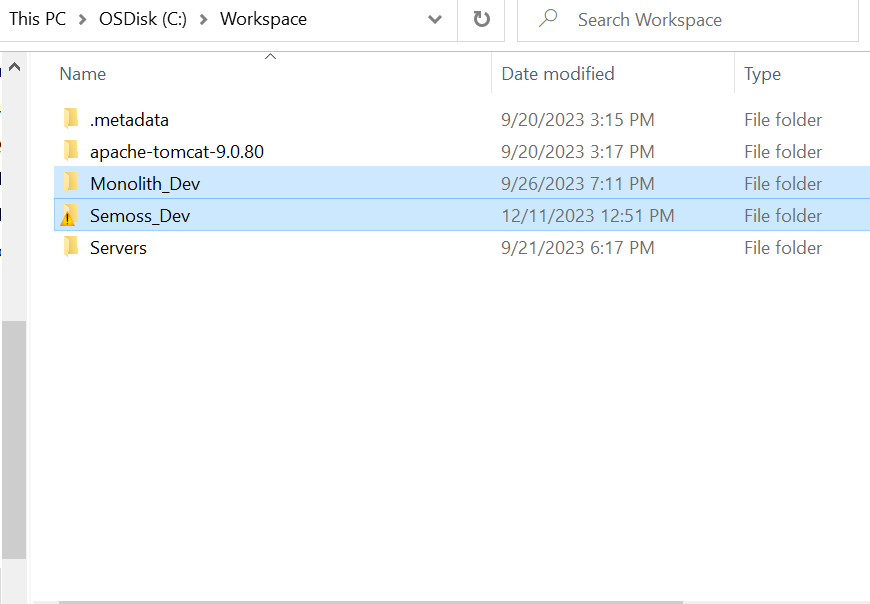 This PC > OSDisk (C:) > Workspace
Search Workspace
Name Date modified Type
.metadata 9/20/2023 3:15 PM File folder
apache-tomcat-9.0.80 9/20/2023 3:17 PM File folder
Monolith_Dev 9/26/2023 7:11 PM File folder
Semoss_Dev 12/11/2023 12:51 PM File folder
Servers 9/21/2023 6:17 PM File folder